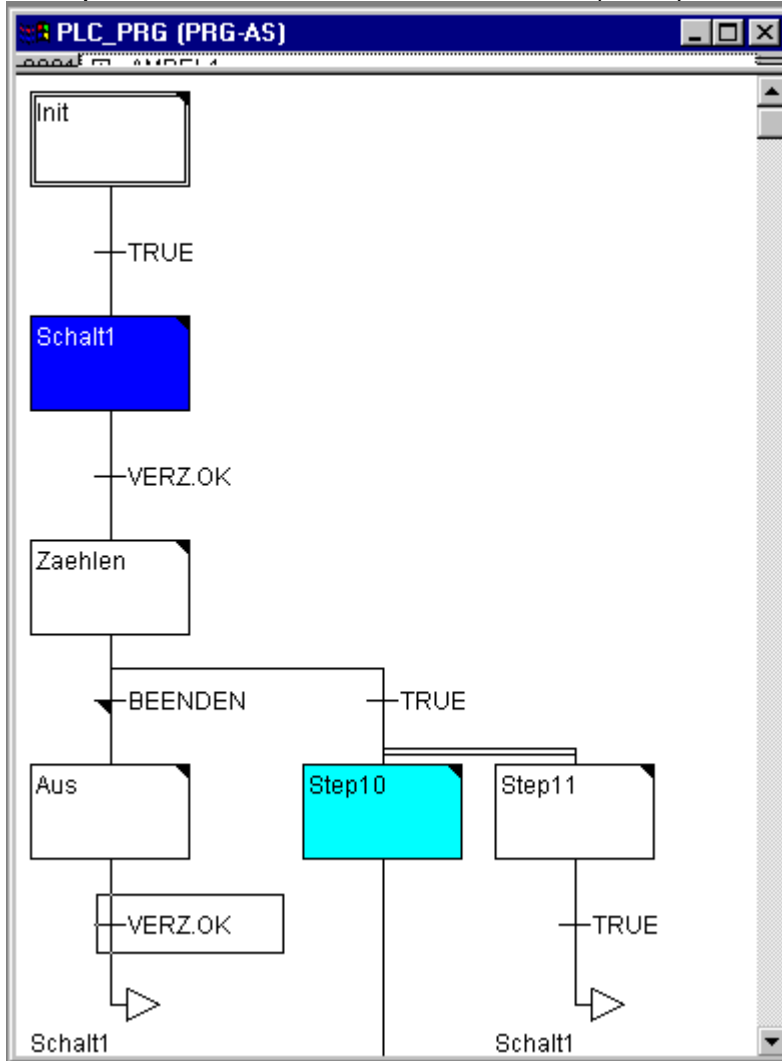 PLC_PRG (PRG-AS)
Init
TRUE
Schalt1
VERZ.OK
Zaehlen
BEENDEN
TRUE
Aus
Step10
Step11
VERZ.OK
TRUE
Schalt1
Schalt1